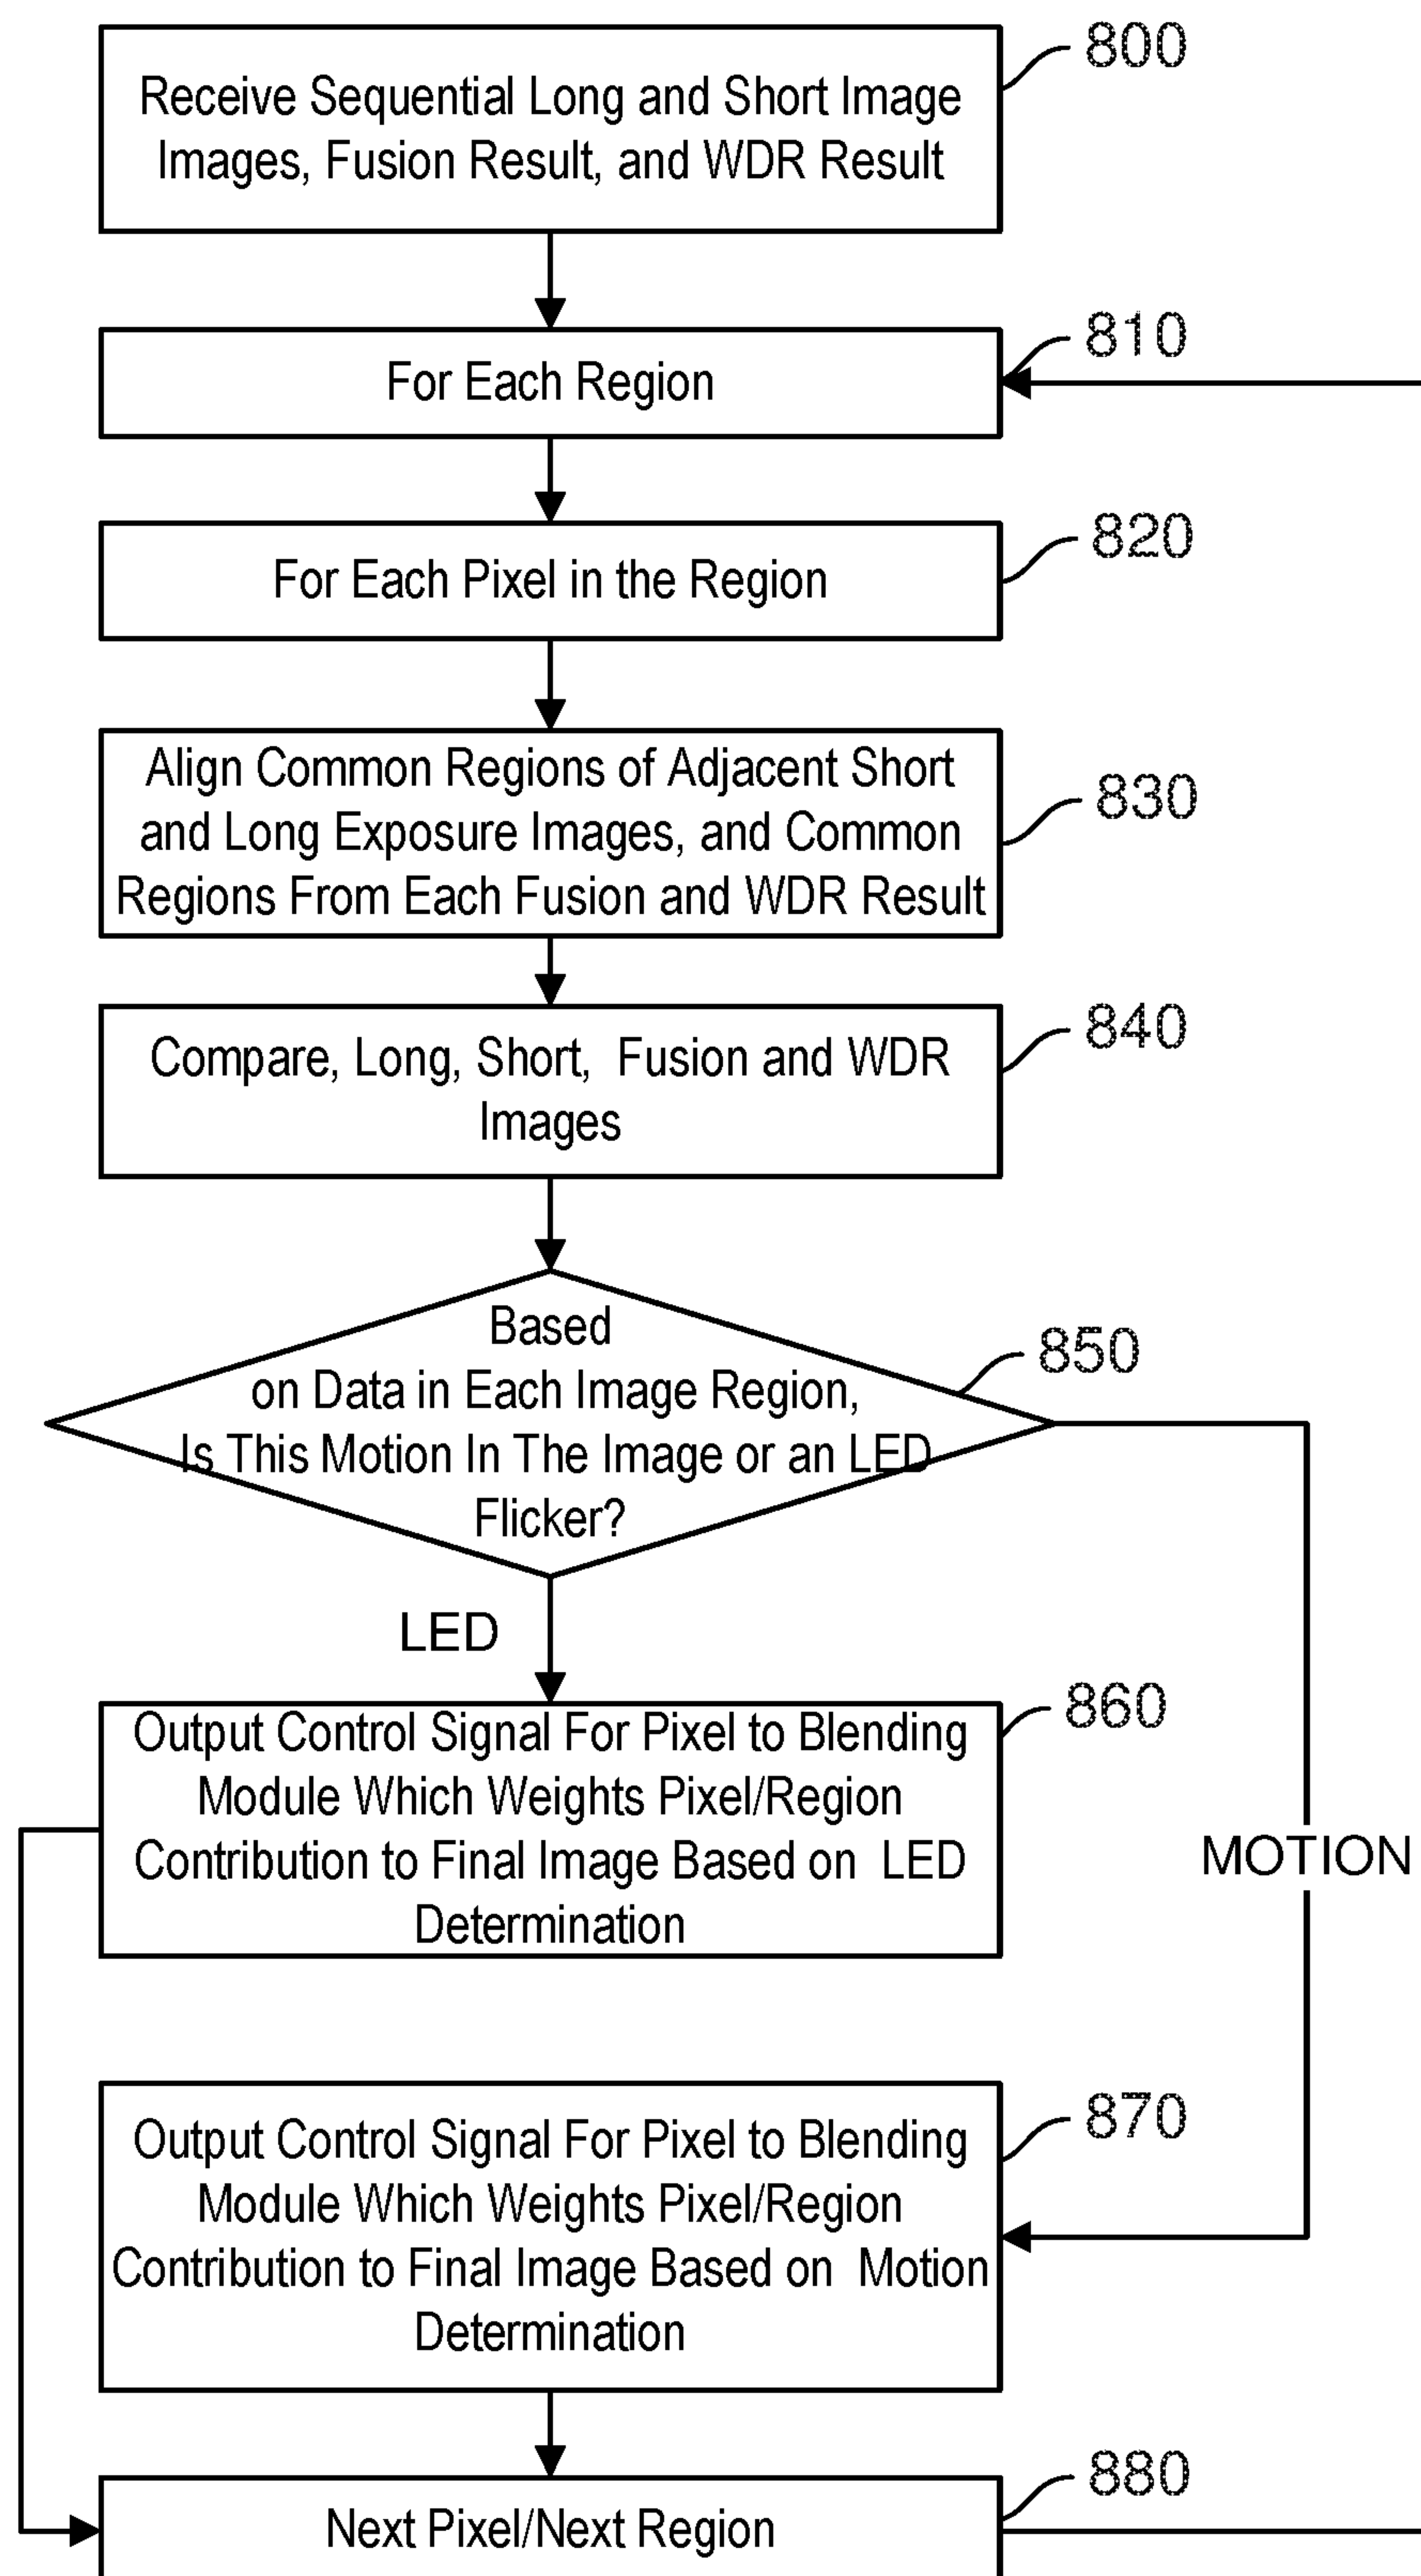 Receive Sequential Long and Short Image
Images, Fusion Result, and WDR Result
800
For Each Region
810
For Each Pixel in the Region
820
Align Common Regions of Adjacent Short
and Long Exposure Images, and Common
Regions From Each Fusion and WDR Result
830
Compare, Long, Short, Fusion and WDR
Images
840
Based
on Data in Each Image Region,
Is This Motion In The Image or an LED
Flicker?
850
LED
MOTION
Output Control Signal For Pixel to Blending
Module Which Weights Pixel/Region
Contribution to Final Image Based on LED
Determination
860
Output Control Signal For Pixel to Blending
Module Which Weights Pixel/Region
Contribution to Final Image Based on Motion
Determination
870
Next Pixel/Next Region
880